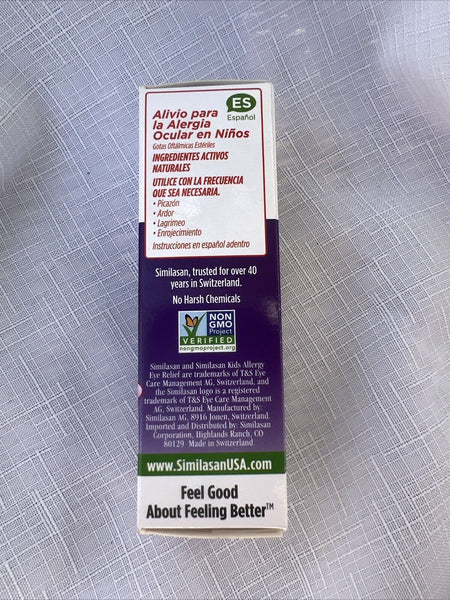 ES
Español
Alivio para
la Alergia
Ocular en Niños
Gotas Oftálmicas Estériles
INGREDIENTES ACTIVOS
NATURALES
UTILICE CON LA FRECUENCIA
QUE SEA NECESARIA.
• Picazón
• Ardor
• Lagrimeo
• Enrojecimiento
Instrucciones en español adentro
Similasan, trusted for over 40
years in Switzerland.
No Harsh Chemicals
NON
GMO
Project
VERIFIED
nongmoproject.org
Similasan and Similasan Kids Allergy
Eye Relief are trademarks of T&S Eye
Care Management AG, Switzerland, and
the Similasan logo is a registered
trademark of T&S Eye Care Management
AG, Switzerland. Manufactured by:
Similasan AG, 8916 Jonen, Switzerland.
Imported and Distributed by: Similasan
Corporation, Highlands Ranch, CO
80129 Made in Switzerland
www.SimilasanUSA.com
Feel Good
About Feeling Better™